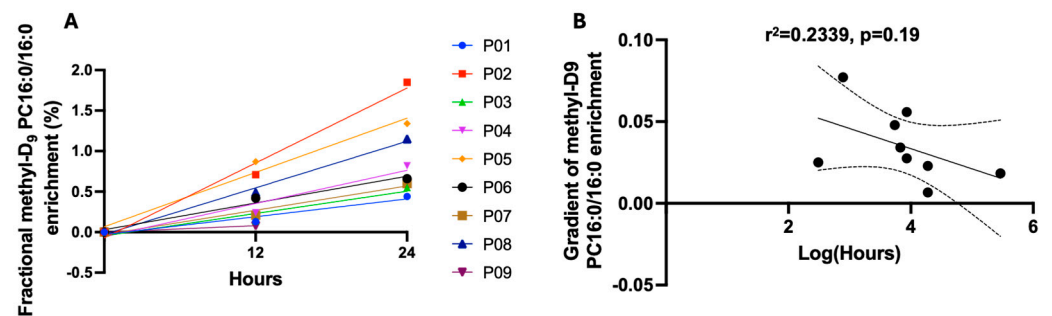 A
Fractional methyl-D₉ PC16:0/16:0
enrichment (%)
2.0
1.5
1.0
0.5
0.0
-0.5
12
24
Hours
P01
P02
P03
P04
P05
P06
P07
P08
P09
B
r²=0.2339, p=0.19
Gradient of methyl-D9
PC16:0/16:0 enrichment
0.10
0.05
0.00
-0.05
2
4
6
Log(Hours)